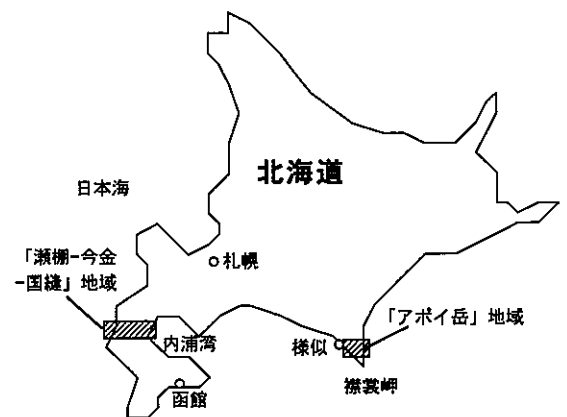 北海道
日本海
札幌
「瀬棚-今金
-国縫」地域
「アポイ岳」地域
内浦湾
様似
襟裳岬
函館